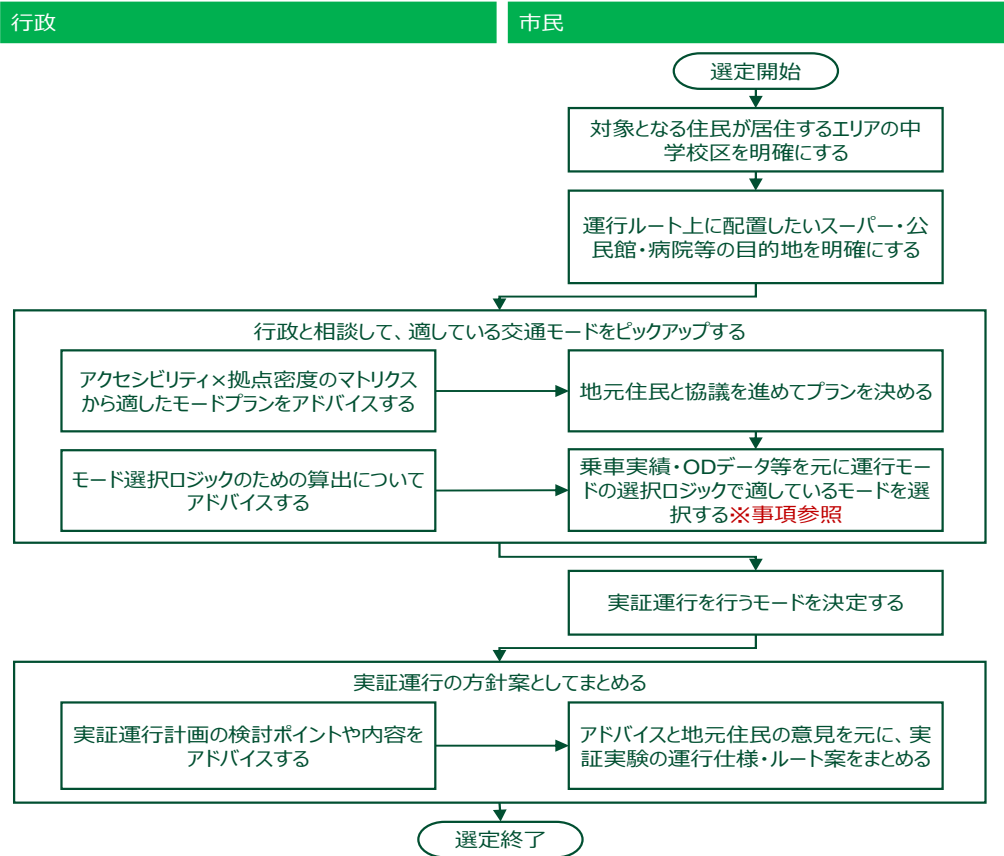 行政
市民
選定開始
対象となる住民が居住するエリアの中
学校区を明確にする
運行ルート上に配置したいスーパー・公
民館・病院等の目的地を明確にする
行政と相談して、適している交通モードをピックアップする
アクセシビリティ×拠点密度のマトリクス
から適したモードプランをアドバイスする
地元住民と協議を進めてプランを決める
モード選択ロジックのための算出について
アドバイスする
乗車実績・ODデータ等を元に運行モー
ドの選択ロジックで適しているモードを選
択する※事項参照
実証運行を行うモードを決定する
実証運行の方針案としてまとめる
実証運行計画の検討ポイントや内容を
アドバイスする
アドバイスと地元住民の意見を元に、実
証実験の運行仕様・ルート案をまとめる
選定終了